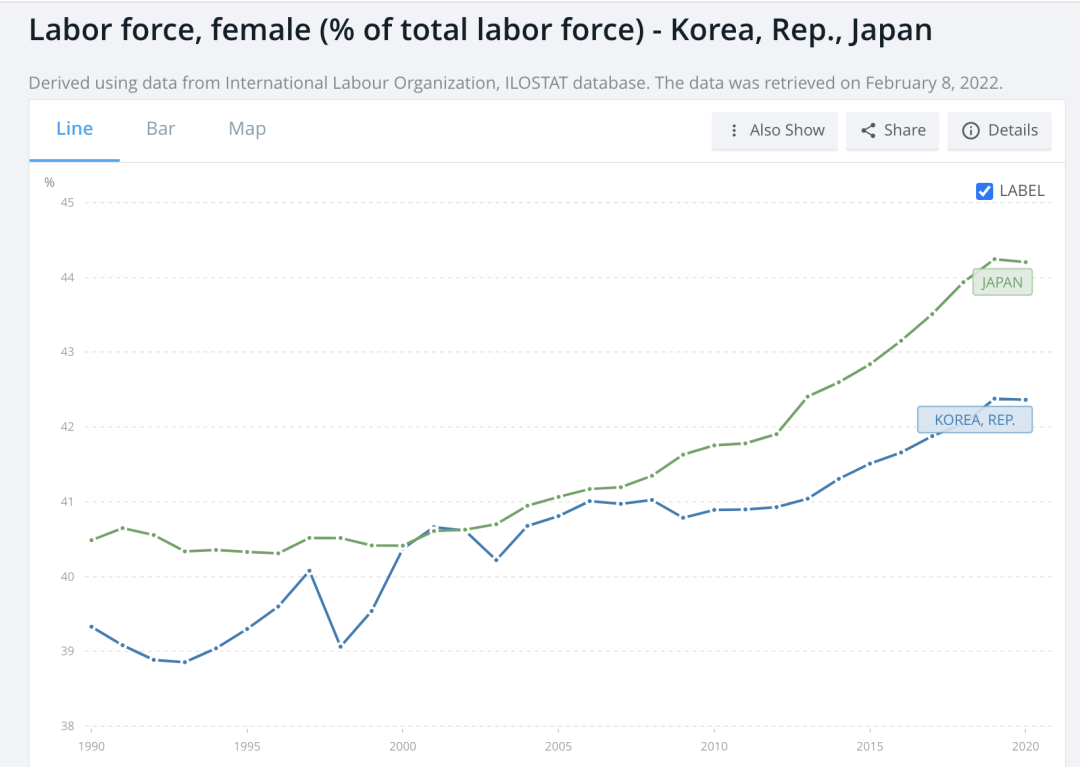 Labor force, female (% of total labor force) - Korea, Rep., Japan
Derived using data from International Labour Organization, ILOSTAT database. The data was retrieved on February 8, 2022.
Line Bar Map Also Show Share Details
%
LABEL
45
44
JAPAN
43
42
KOREA, REP.
41
40
39
38
1990 1995 2000 2005 2010 2015 2020